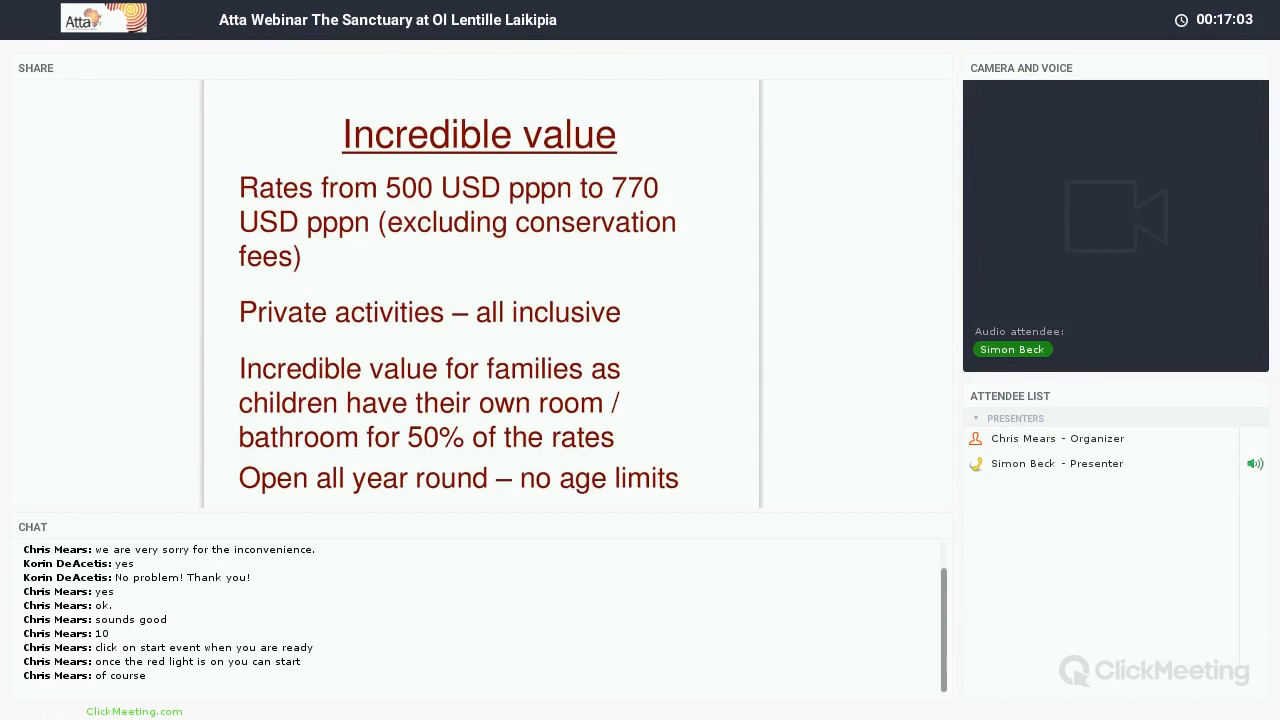 Atta
Atta Webinar The Sanctuary at Ol Lentille Laikipia
00:17:03
SHARE
Incredible value
Rates from 500 USD pppn to 770
USD pppn (excluding conservation
fees)
Private activities – all inclusive
Incredible value for families as
children have their own room /
bathroom for 50% of the rates
Open all year round – no age limits
CAMERA AND VOICE
Audio attendee:
Simon Beck
ATTENDEE LIST
PRESENTERS
Chris Mears - Organizer
Simon Beck - Presenter
CHAT
Chris Mears: we are very sorry for the inconvenience.
Korin DeAcetis: yes
Korin DeAcetis: No problem! Thank you!
Chris Mears: yes
Chris Mears: ok.
Chris Mears: sounds good
Chris Mears: 10
Chris Mears: click on start event when you are ready
Chris Mears: once the red light is on you can start
Chris Mears: of course
ClickMeeting
ClickMeeting.com